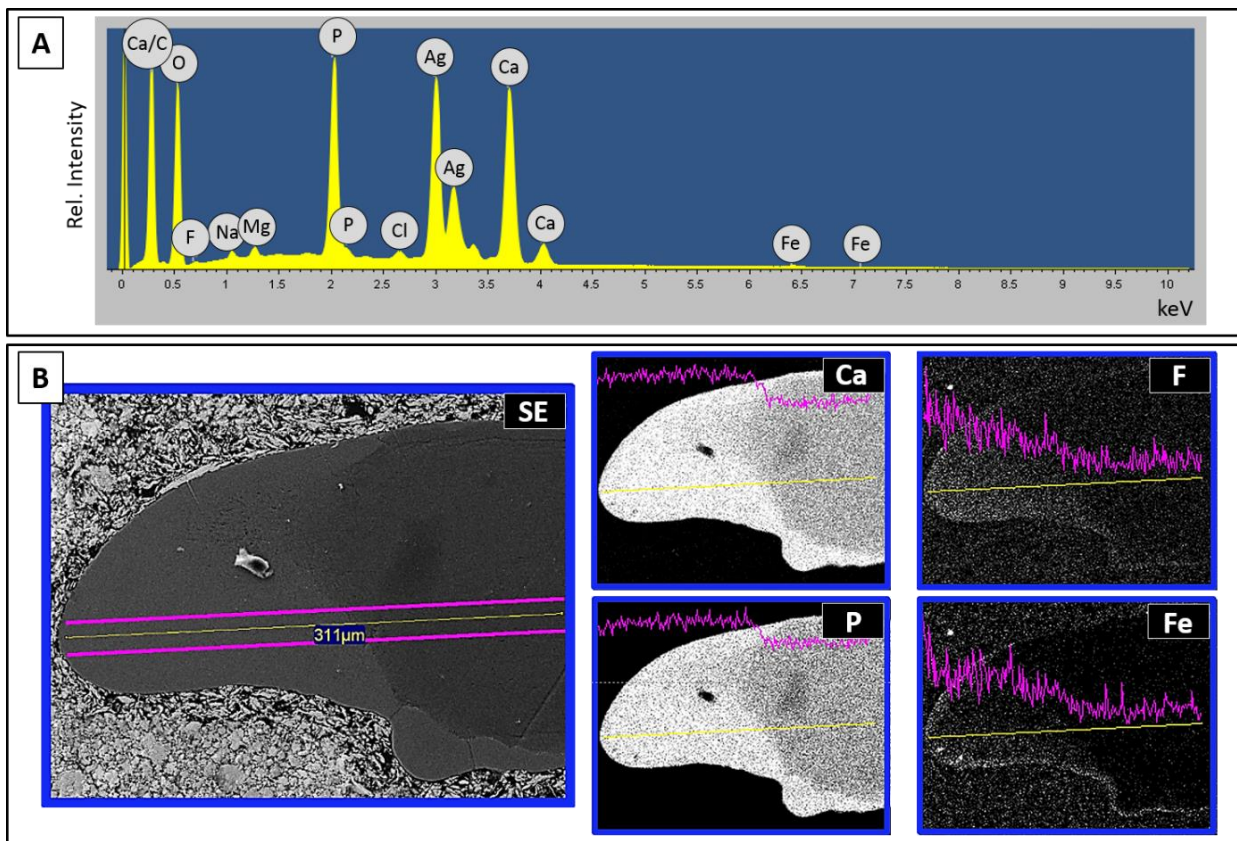 A
Rel. Intensity
Ca/C
O
F
Na
Mg
P
P
Cl
Ag
Ag
Ca
Ca
Fe
Fe
0 0.5 1 1.5 2 2.5 3 3.5 4 4.5 5 5.5 6 6.5 7 7.5 8 8.5 9 9.5 10
keV
B
SE
311µm
Ca
F
P
Fe